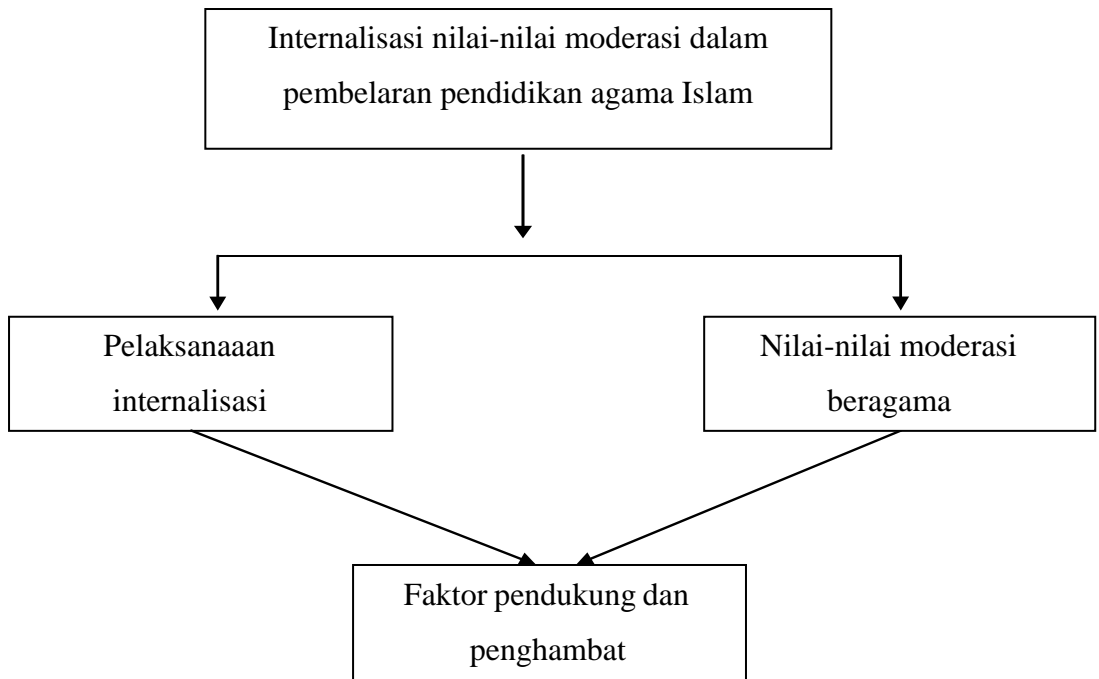 Internalisasi nilai-nilai moderasi dalam
pembelaran pendidikan agama Islam
Pelaksanaaan
internalisasi
Nilai-nilai moderasi
beragama
Faktor pendukung dan
penghambat